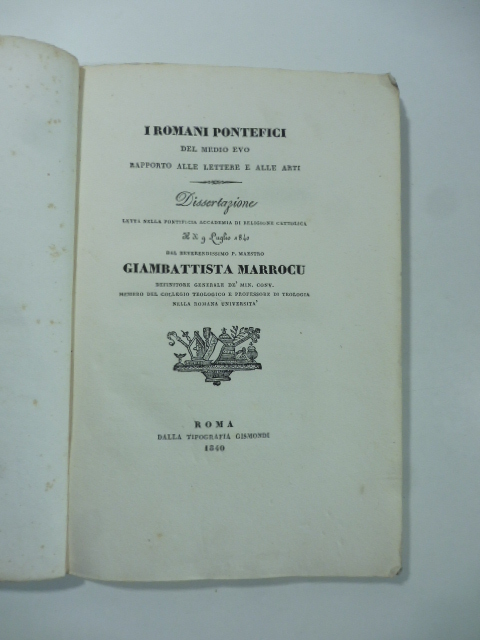 I ROMANI PONTEFICI
DEL MEDIO EVO
RAPPORTO ALLE LETTERE E ALLE ARTI
Dissertazione
LETTA NELLA PONTIFICIA ACCADEMIA DI RELIGIONE CATTOLICA
9 Luglio 1840
DAL REVERENDISSIMO P. MAESTRO
GIAMBATTISTA MARROCU
DEFINITORE GENERALE DE' MIN. CONV.
MEMBRO DEL COLLEGIO TEOLOGICO E PROFESSORE DI TEOLOGIA
NELLA ROMANA UNIVERSITA'
ROMA
DALLA TIPOGRAFIA GISMONDI
1840